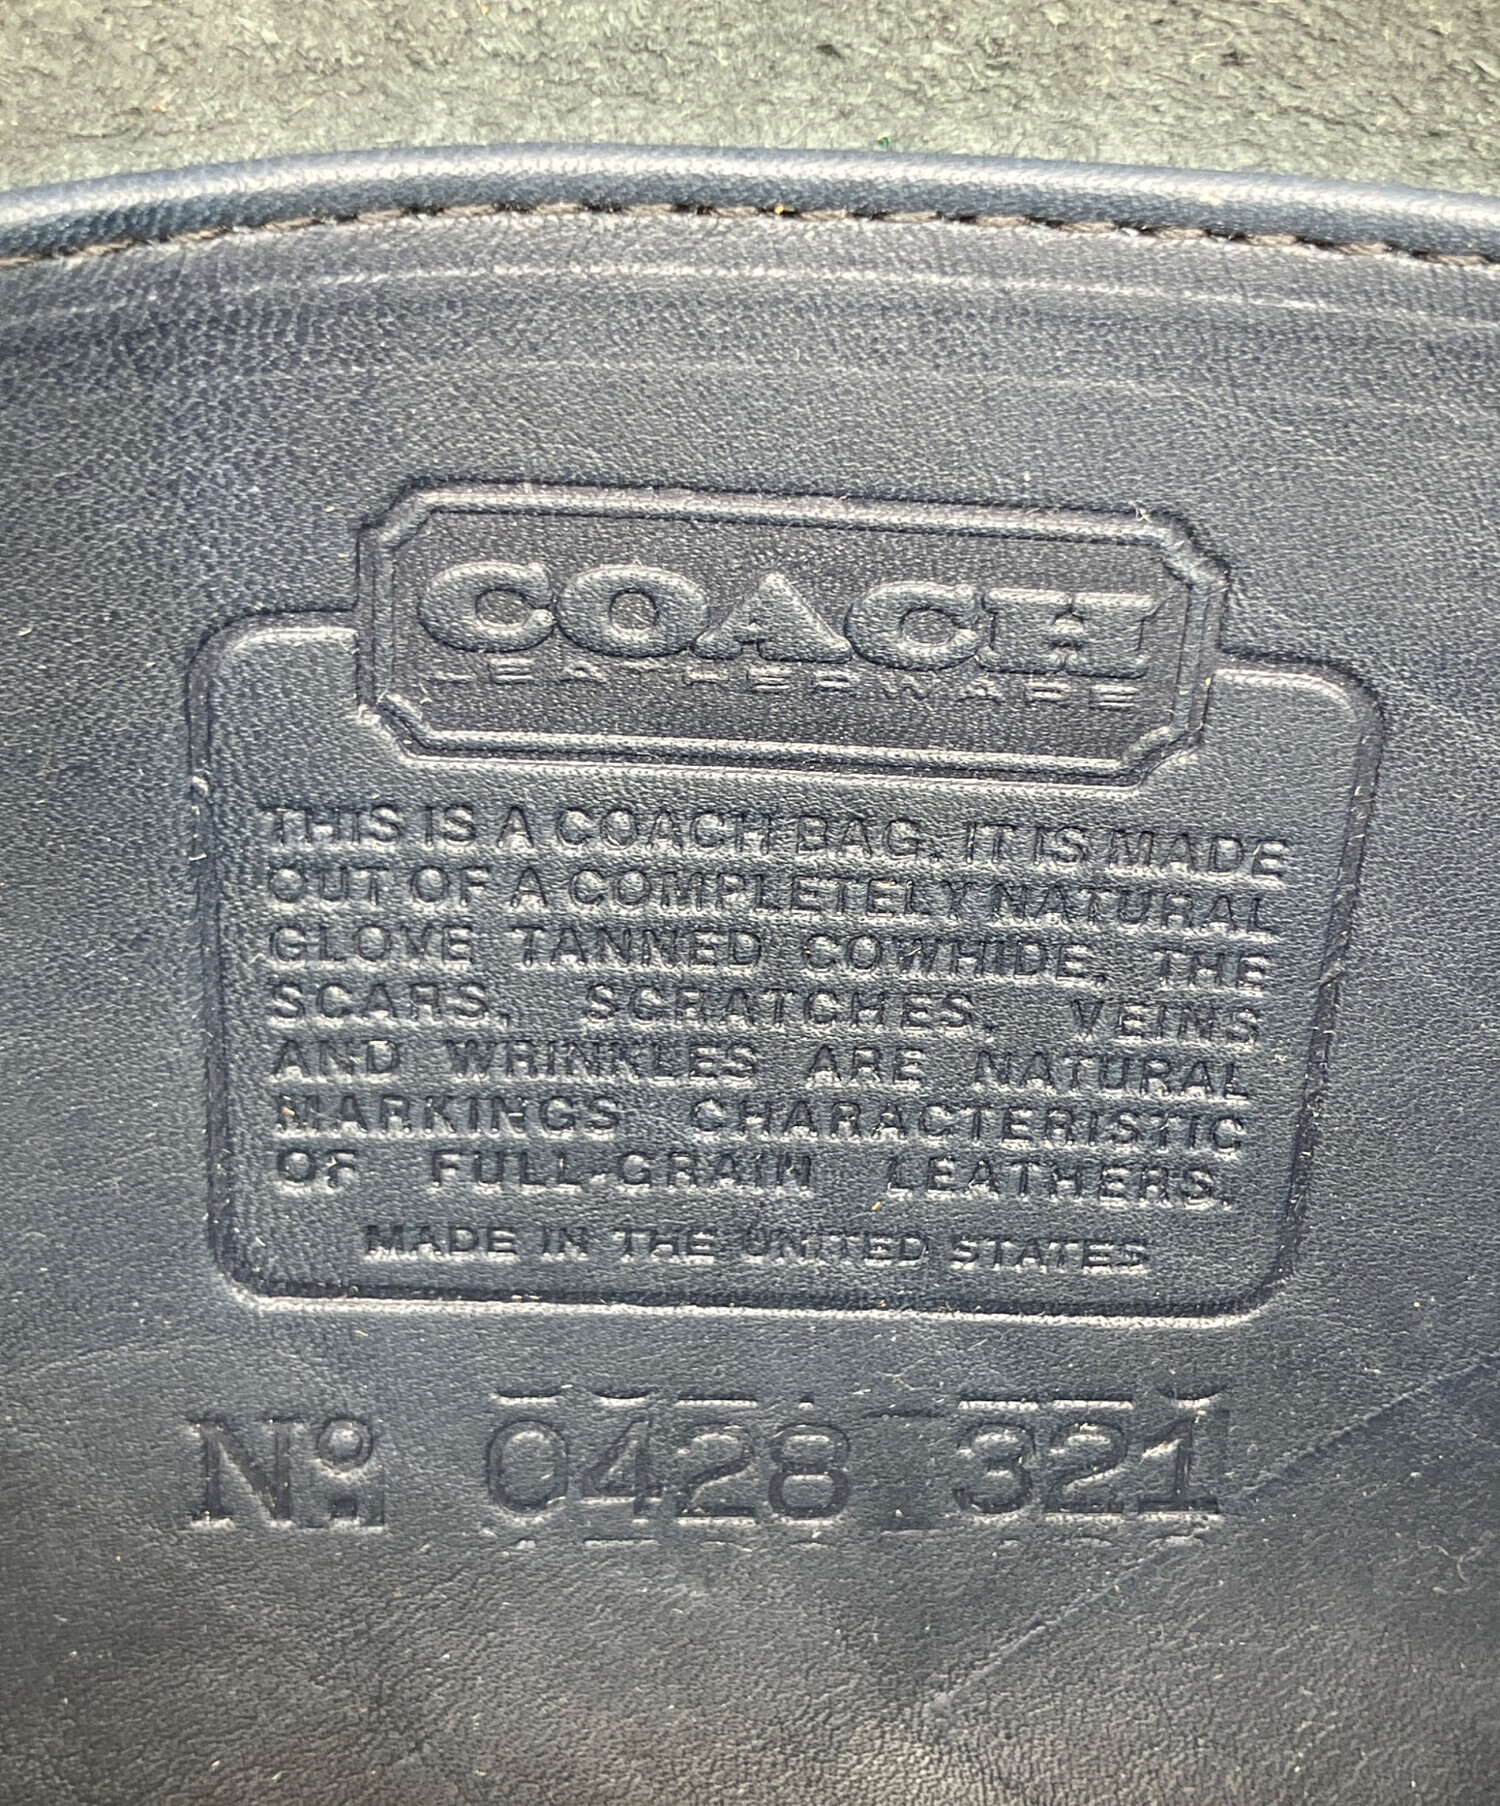 COACH
LEATHERWARE
THIS IS A COACH BAG. IT IS MADE
OUT OF A COMPLETELY NATURAL
GLOVE TANNED COWHIDE. THE
SCARS, SCRATCHES, VEINS
AND WRINKLES ARE NATURAL
MARKINGS CHARACTERISTIC
OF FULL-GRAIN LEATHERS.
MADE IN THE UNITED STATES
No 0428-321